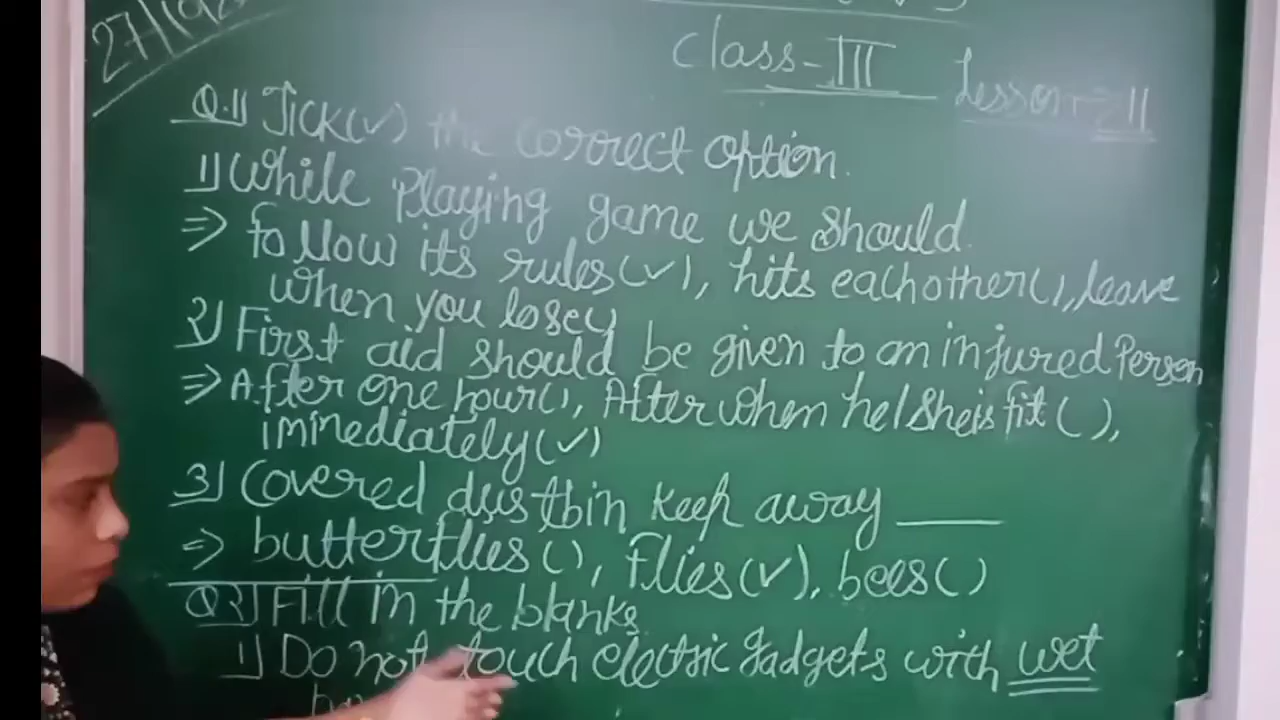 27/
Class-III Lesson-11
Q.1) Tick(✓) the correct option.
1) While Playing game we should.
⇒ follow its rules(✓), hits eachother( ), leave
when you lose( )
2) First aid should be given to an injured Person
⇒ After one hour( ), After when he/she is fit ( ),
immediately(✓)
3) Covered dustbin keep away ____
⇒ butterflies( ), flies(✓), bees( )
Q2) Fill in the blanks
1) Do not touch electric gadgets with wet